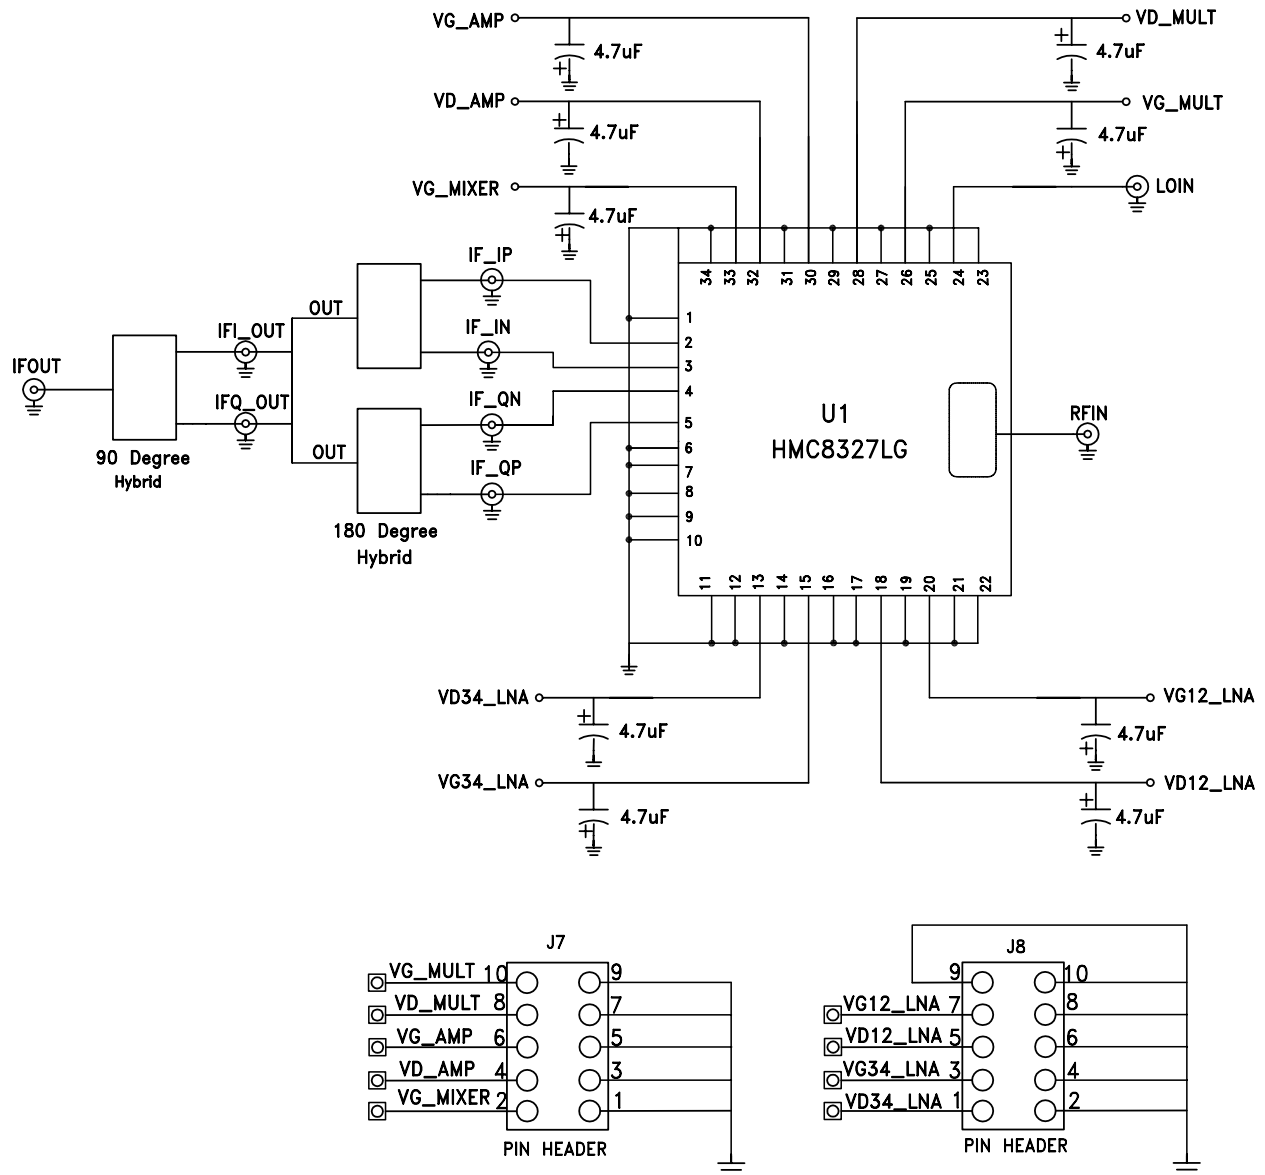 VG_AMP
4.7uF
+
VD_MULT
+
4.7uF
VD_AMP
+
4.7uF
VG_MULT
4.7uF
+
VG_MIXER
4.7uF
+
LOIN
34
33
32
31
30
29
28
27
26
25
24
23
IF_IP
OUT
IFI_OUT
IF_IN
IFOUT
IFQ_OUT
IF_QN
OUT
IF_QP
90 Degree
Hybrid
180 Degree
Hybrid
1
2
3
4
5
6
7
8
9
10
U1
HMC8327LG
RFIN
11
12
13
14
15
16
17
18
19
20
21
22
VD34_LNA
+
4.7uF
VG12_LNA
4.7uF
+
VG34_LNA
4.7uF
+
VD12_LNA
+
4.7uF
J7
VG_MULT 10 9
VD_MULT 8 7
VG_AMP 6 5
VD_AMP 4 3
VG_MIXER 2 1
PIN HEADER
J8
9 10
VG12_LNA 7 8
VD12_LNA 5 6
VG34_LNA 3 4
VD34_LNA 1 2
PIN HEADER